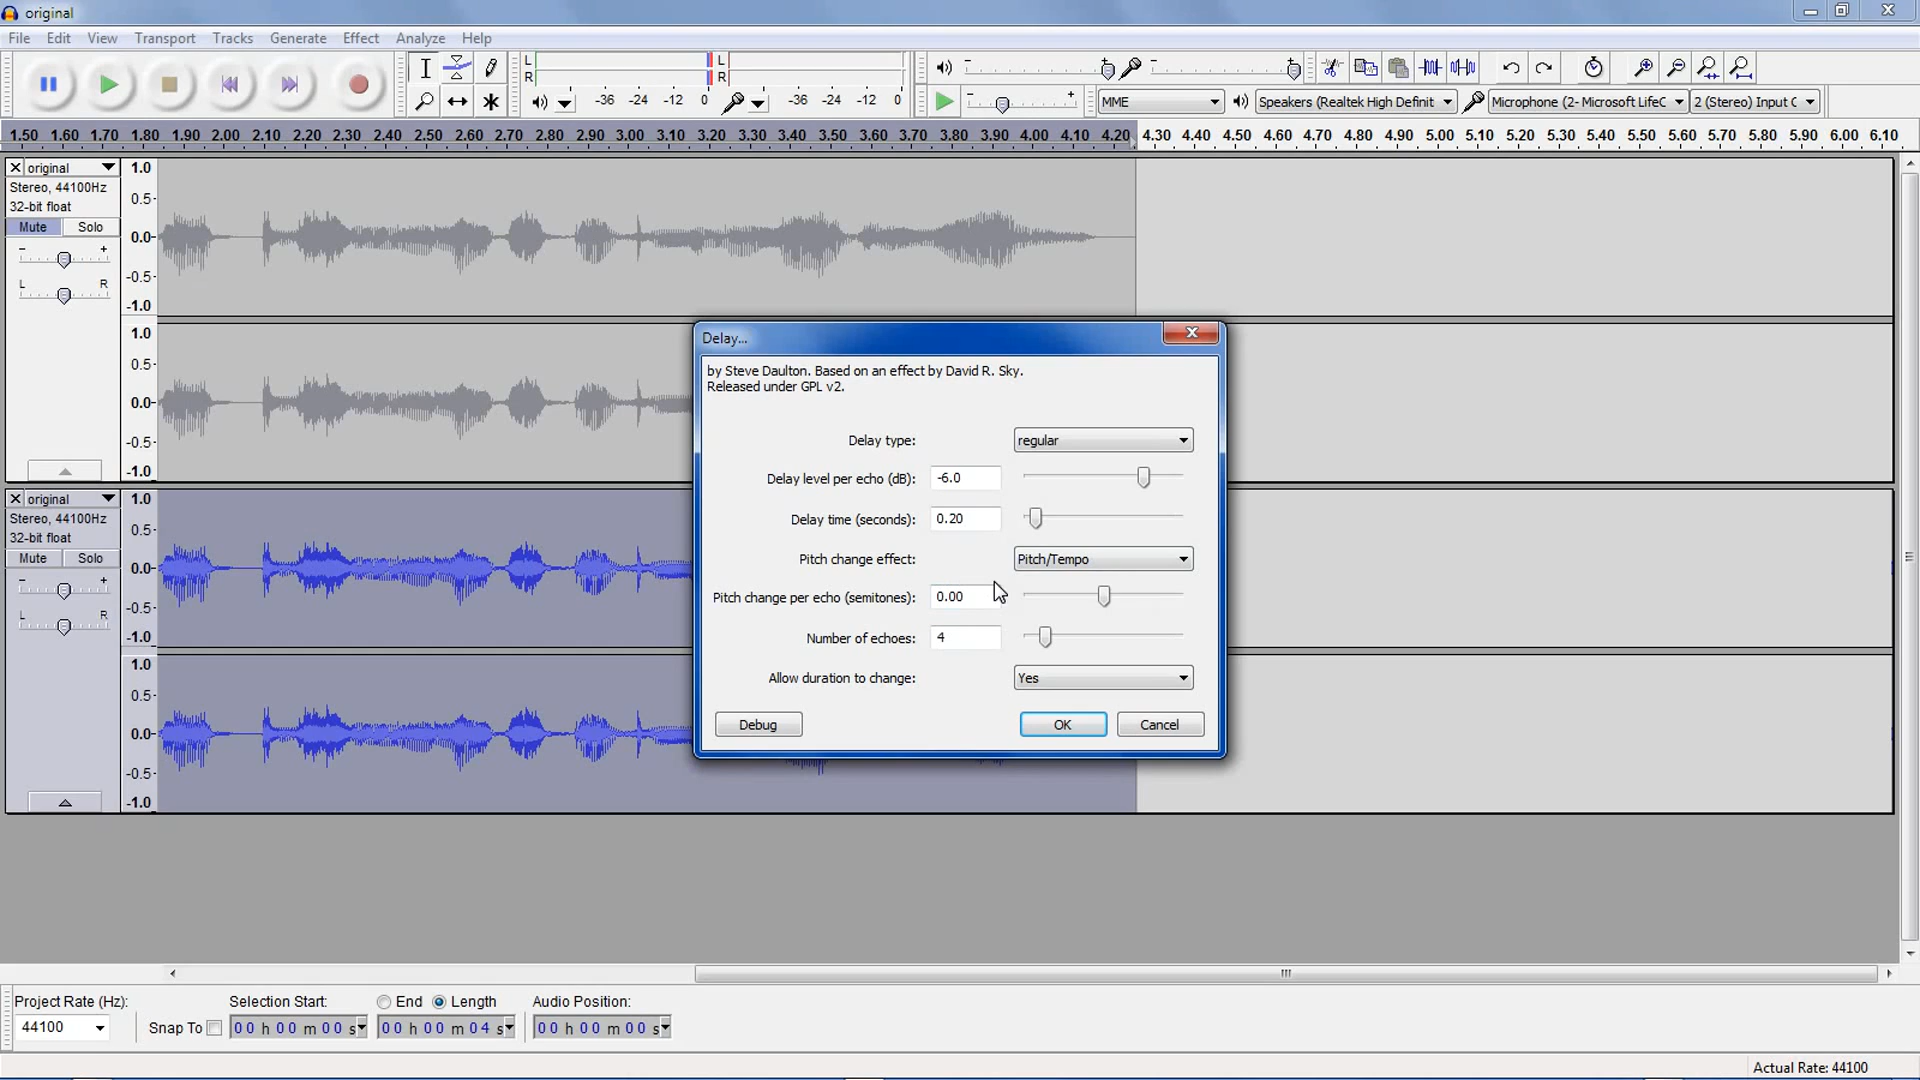 original
File Edit View Transport Tracks Generate Effect Analyze Help
L
R
-36 -24 -12 0
L
R
-36 -24 -12 0
MME
Speakers (Realtek High Definit
Microphone (2- Microsoft LifeC
2 (Stereo) Input C
1.50 1.60 1.70 1.80 1.90 2.00 2.10 2.20 2.30 2.40 2.50 2.60 2.70 2.80 2.90 3.00 3.10 3.20 3.30 3.40 3.50 3.60 3.70 3.80 3.90 4.00 4.10 4.20 4.30 4.40 4.50 4.60 4.70 4.80 4.90 5.00 5.10 5.20 5.30 5.40 5.50 5.60 5.70 5.80 5.90 6.00 6.10
original
Stereo, 44100Hz
32-bit float
Mute Solo
- +
L R
1.0
0.5-
0.0-
-0.5-
-1.0
1.0
0.5-
0.0-
-0.5-
-1.0
original
Stereo, 44100Hz
32-bit float
Mute Solo
- +
L R
1.0
0.5-
0.0-
-0.5-
-1.0
1.0
0.5-
0.0-
-0.5-
-1.0
Delay...
by Steve Daulton. Based on an effect by David R. Sky.
Released under GPL v2.
Delay type: regular
Delay level per echo (dB): -6.0
Delay time (seconds): 0.20
Pitch change effect: Pitch/Tempo
Pitch change per echo (semitones): 0.00
Number of echoes: 4
Allow duration to change: Yes
Debug OK Cancel
Project Rate (Hz): Selection Start: End Length Audio Position:
44100 Snap To 00 h 00 m 00 s 00 h 00 m 04 s 00 h 00 m 00 s
Actual Rate: 44100